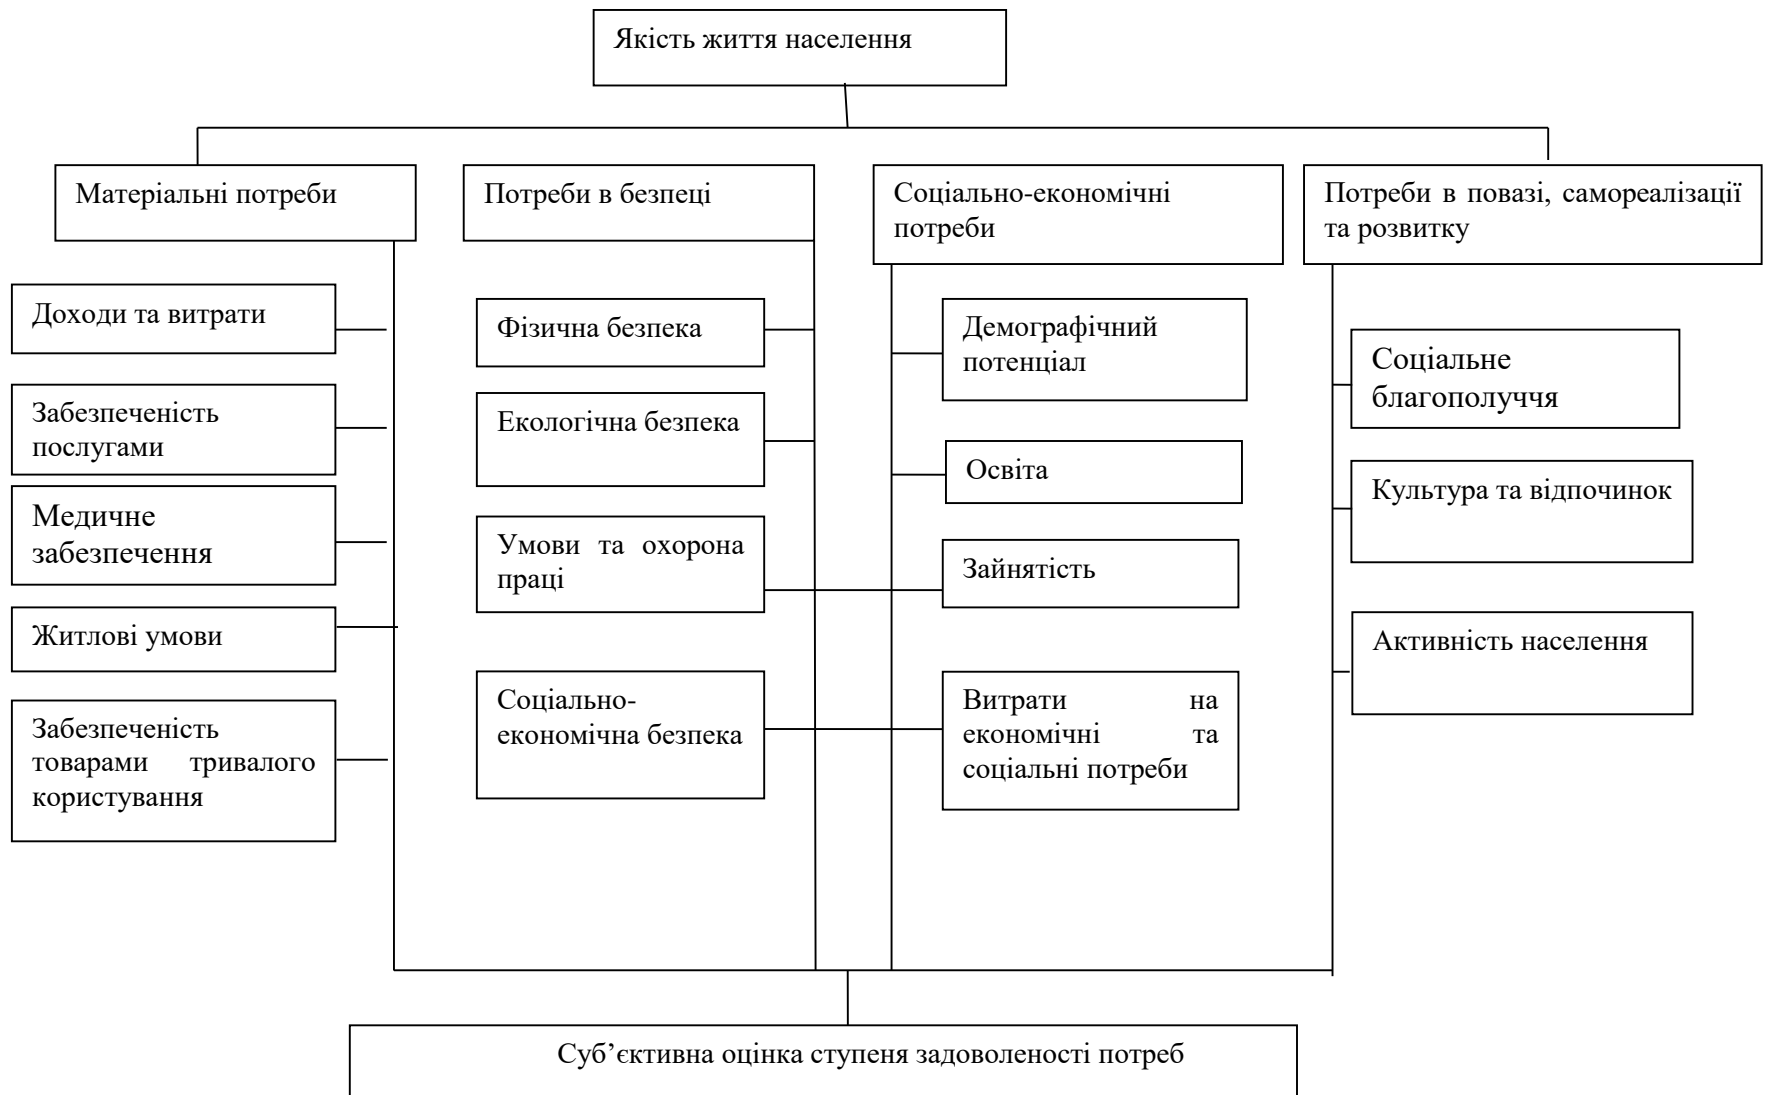 Якість життя населення
Матеріальні потреби
Потреби в безпеці
Соціально-економічні
потреби
Потреби в повазі, самореалізації
та розвитку
Доходи та витрати
Забезпеченість
послугами
Медичне
забезпечення
Житлові умови
Забезпеченість
товарами тривалого
користування
Фізична безпека
Екологічна безпека
Умови та охорона
праці
Соціально-
економічна безпека
Демографічний
потенціал
Освіта
Зайнятість
Витрати на
економічні та
соціальні потреби
Соціальне
благополуччя
Культура та відпочинок
Активність населення
Суб’єктивна оцінка ступеня задоволеності потреб